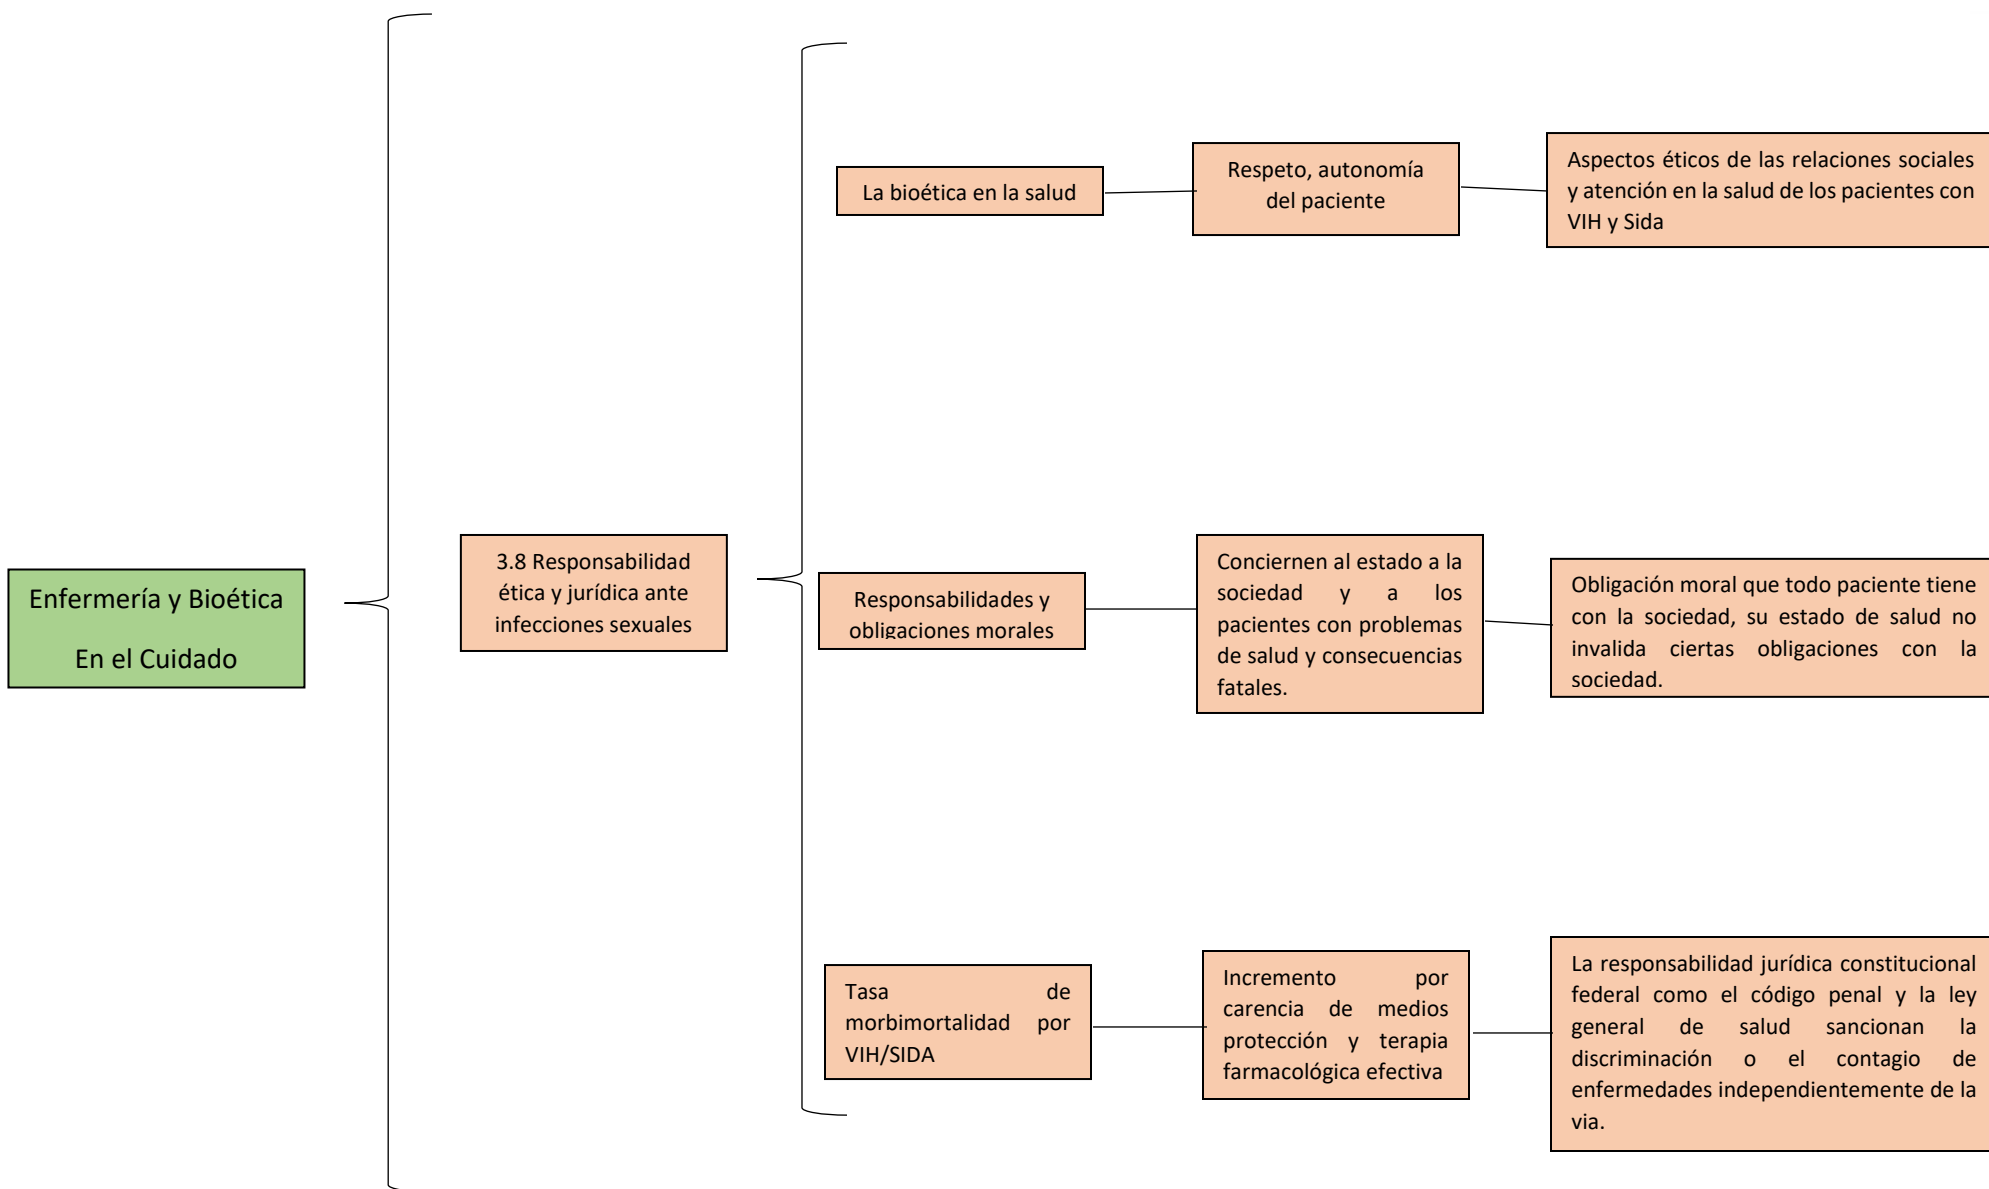 Enfermería y Bioética
En el Cuidado
3.8 Responsabilidad
ética y jurídica ante
infecciones sexuales
La bioética en la salud
Respeto, autonomía
del paciente
Aspectos éticos de las relaciones sociales
y atención en la salud de los pacientes con
VIH y Sida
Responsabilidades y
obligaciones morales
Conciernen al estado a la
sociedad y a los
pacientes con problemas
de salud y consecuencias
fatales.
Obligación moral que todo paciente tiene
con la sociedad, su estado de salud no
invalida ciertas obligaciones con la
sociedad.
Tasa de
morbimortalidad por
VIH/SIDA
Incremento por
carencia de medios
protección y terapia
farmacológica efectiva
La responsabilidad jurídica constitucional
federal como el código penal y la ley
general de salud sancionan la
discriminación o el contagio de
enfermedades independientemente de la
via.